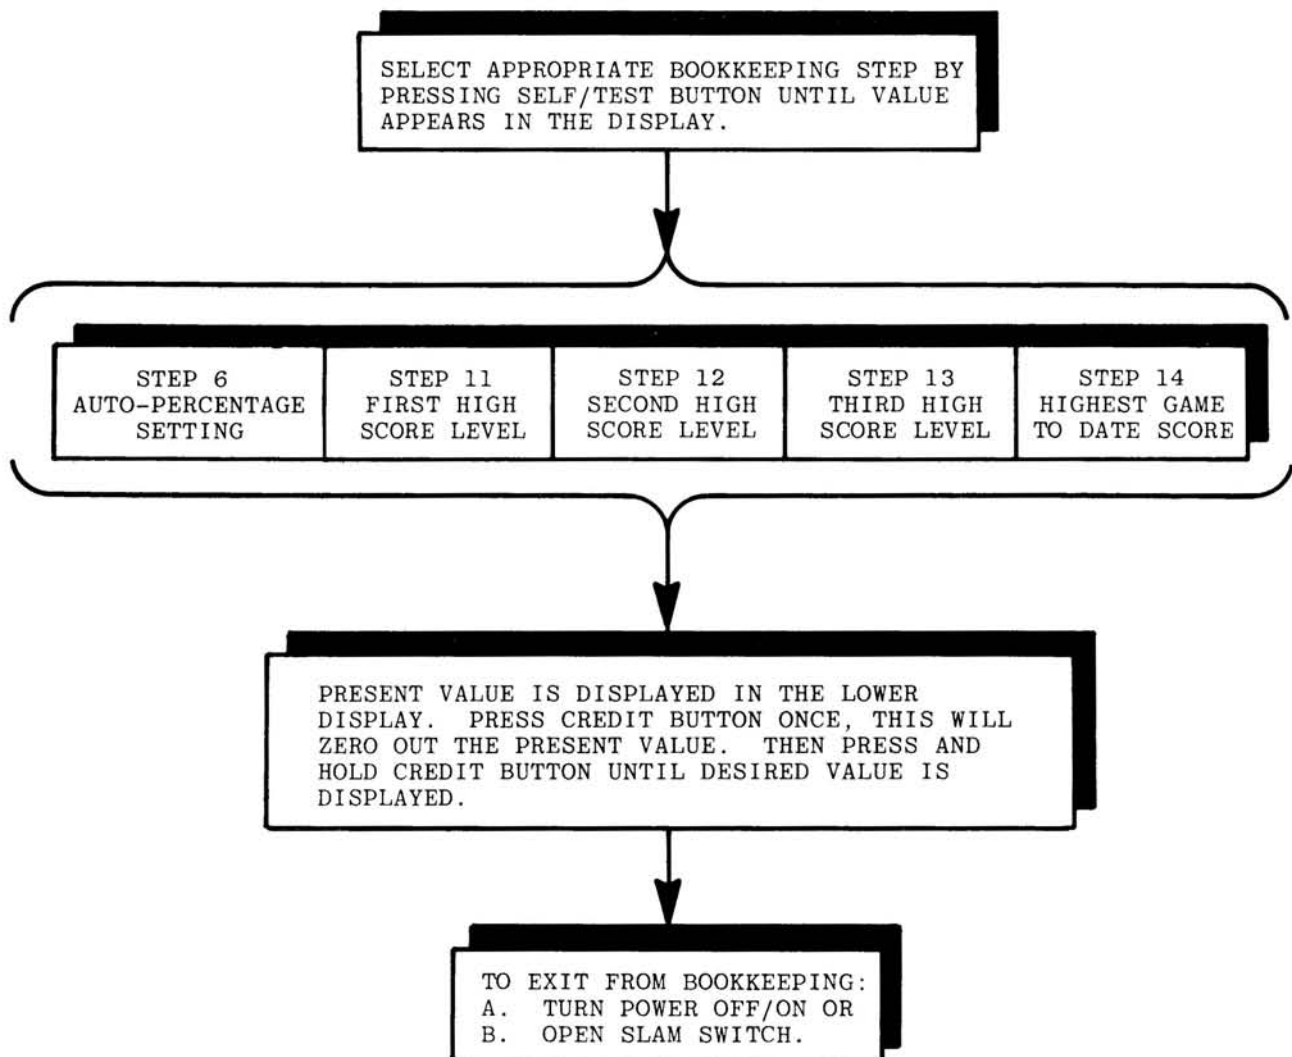 SELECT APPROPRIATE BOOKKEEPING STEP BY
PRESSING SELF/TEST BUTTON UNTIL VALUE
APPEARS IN THE DISPLAY.
STEP 6
AUTO-PERCENTAGE
SETTING
STEP 11
FIRST HIGH
SCORE LEVEL
STEP 12
SECOND HIGH
SCORE LEVEL
STEP 13
THIRD HIGH
SCORE LEVEL
STEP 14
HIGHEST GAME
TO DATE SCORE
PRESENT VALUE IS DISPLAYED IN THE LOWER
DISPLAY. PRESS CREDIT BUTTON ONCE, THIS WILL
ZERO OUT THE PRESENT VALUE. THEN PRESS AND
HOLD CREDIT BUTTON UNTIL DESIRED VALUE IS
DISPLAYED.
TO EXIT FROM BOOKKEEPING:
A. TURN POWER OFF/ON OR
B. OPEN SLAM SWITCH.